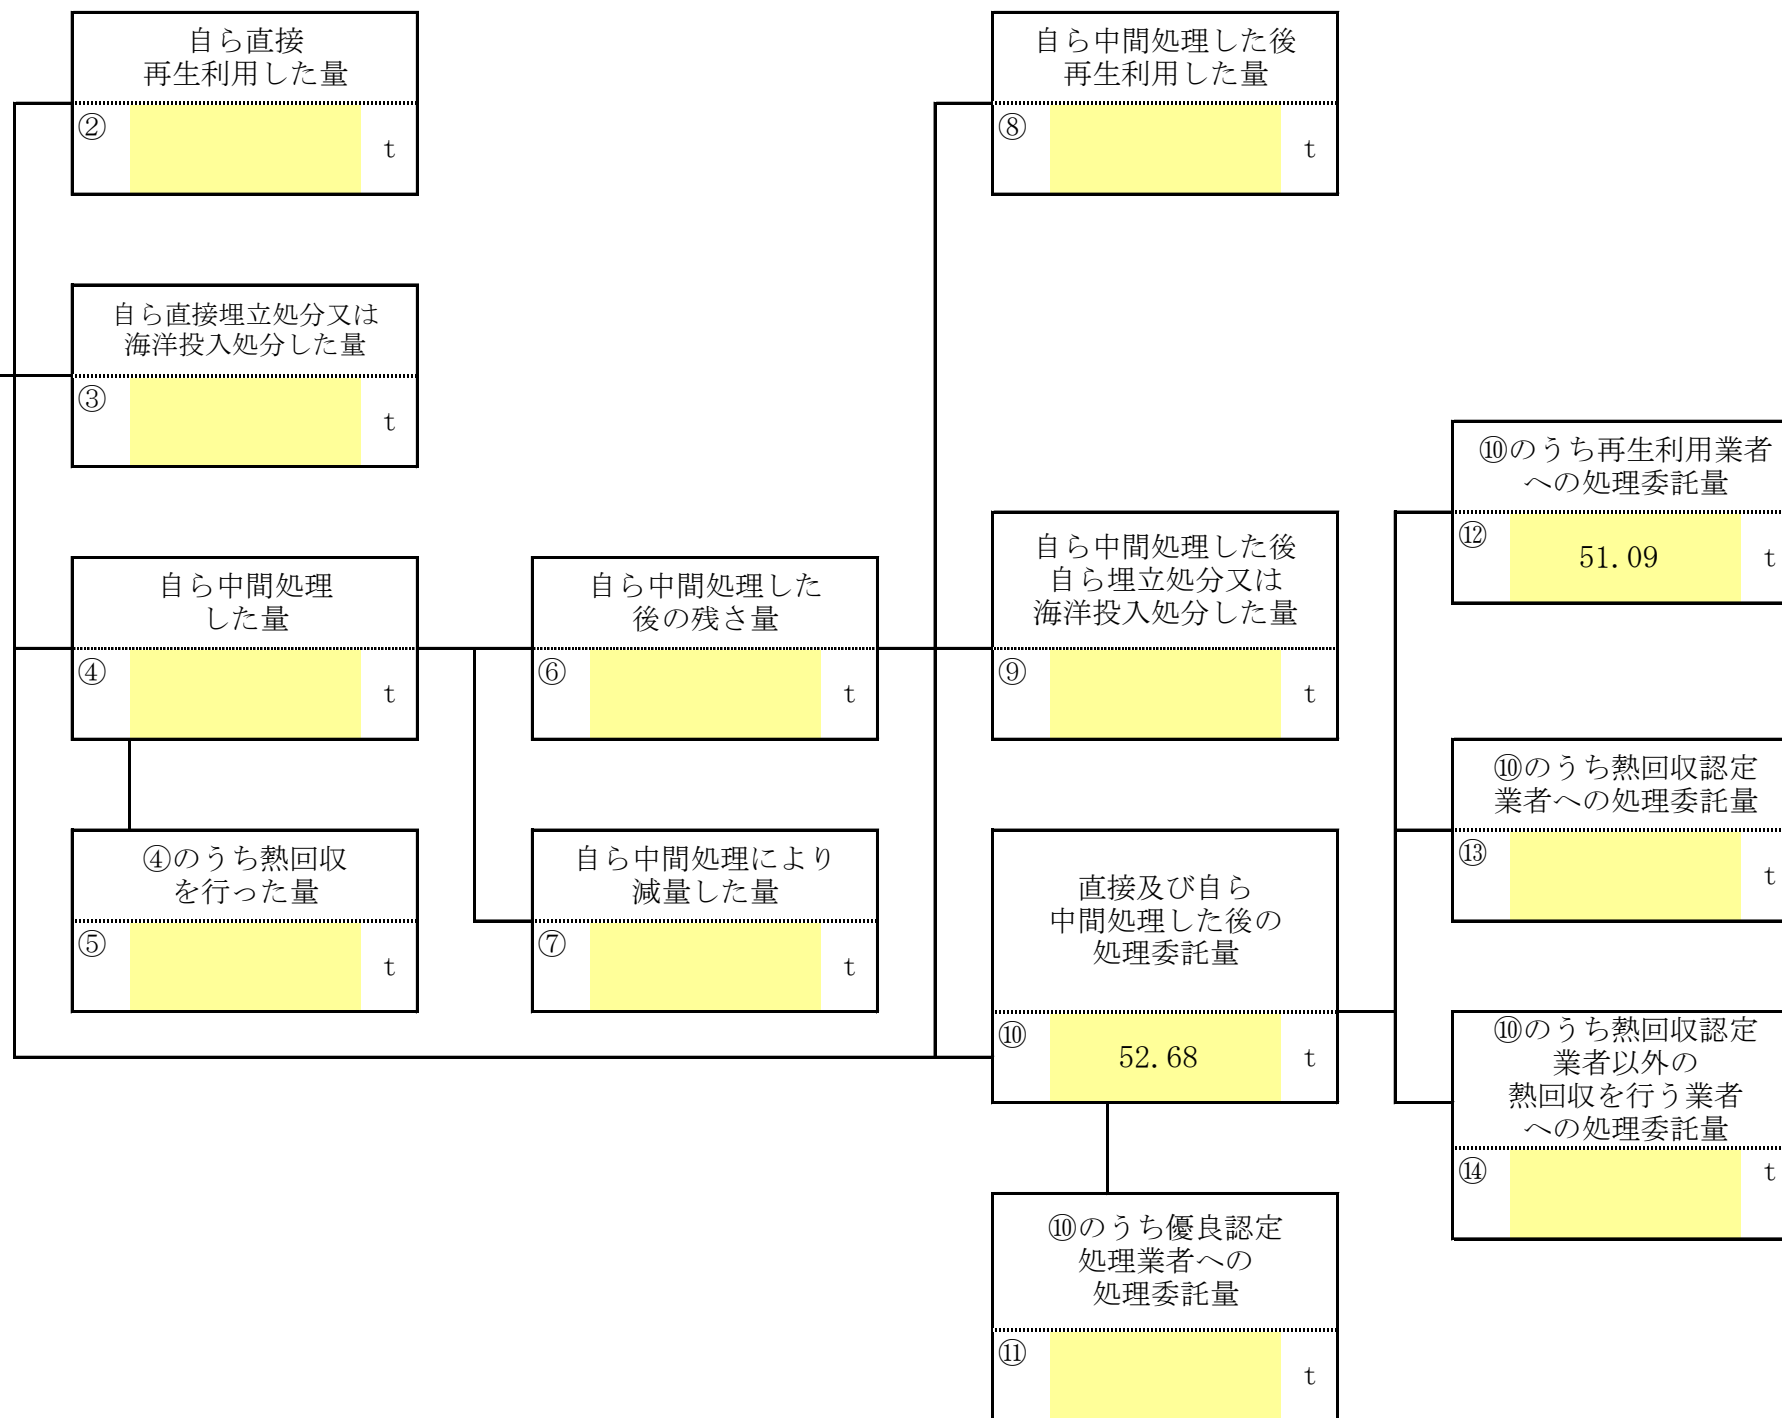 自ら直接
再生利用した量
②
t
自ら中間処理した後
再生利用した量
⑧
t
自ら直接埋立処分又は
海洋投入処分した量
③
t
⑩のうち再生利用業者
への処理委託量
⑫
51.09
t
自ら中間処理
した量
④
t
自ら中間処理した
後の残さ量
⑥
t
自ら中間処理した後
自ら埋立処分又は
海洋投入処分した量
⑨
t
⑩のうち熱回収認定
業者への処理委託量
⑬
t
④のうち熱回収
を行った量
⑤
t
自ら中間処理により
減量した量
⑦
t
直接及び自ら
中間処理した後の
処理委託量
⑩
52.68
t
⑩のうち熱回収認定
業者以外の
熱回収を行う業者
への処理委託量
⑭
t
⑩のうち優良認定
処理業者への
処理委託量
⑪
t